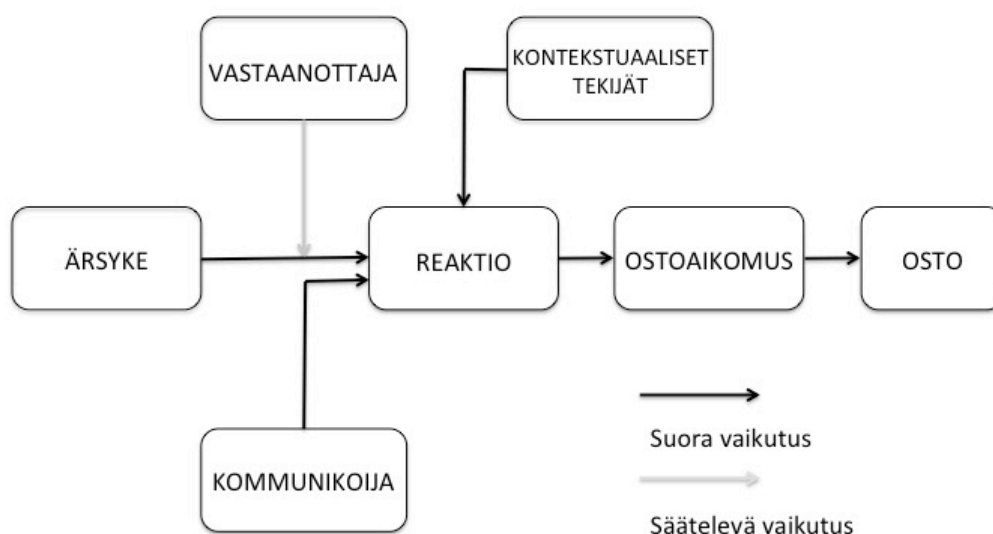 VASTAANOTTAJA
KONTEKSTUAALISET
TEKIJÄT
ÄRSYKE
REAKTIO
OSTOAIKOMUS
OSTO
KOMMUNIKOIJA
Suora vaikutus
Säätelevä vaikutus